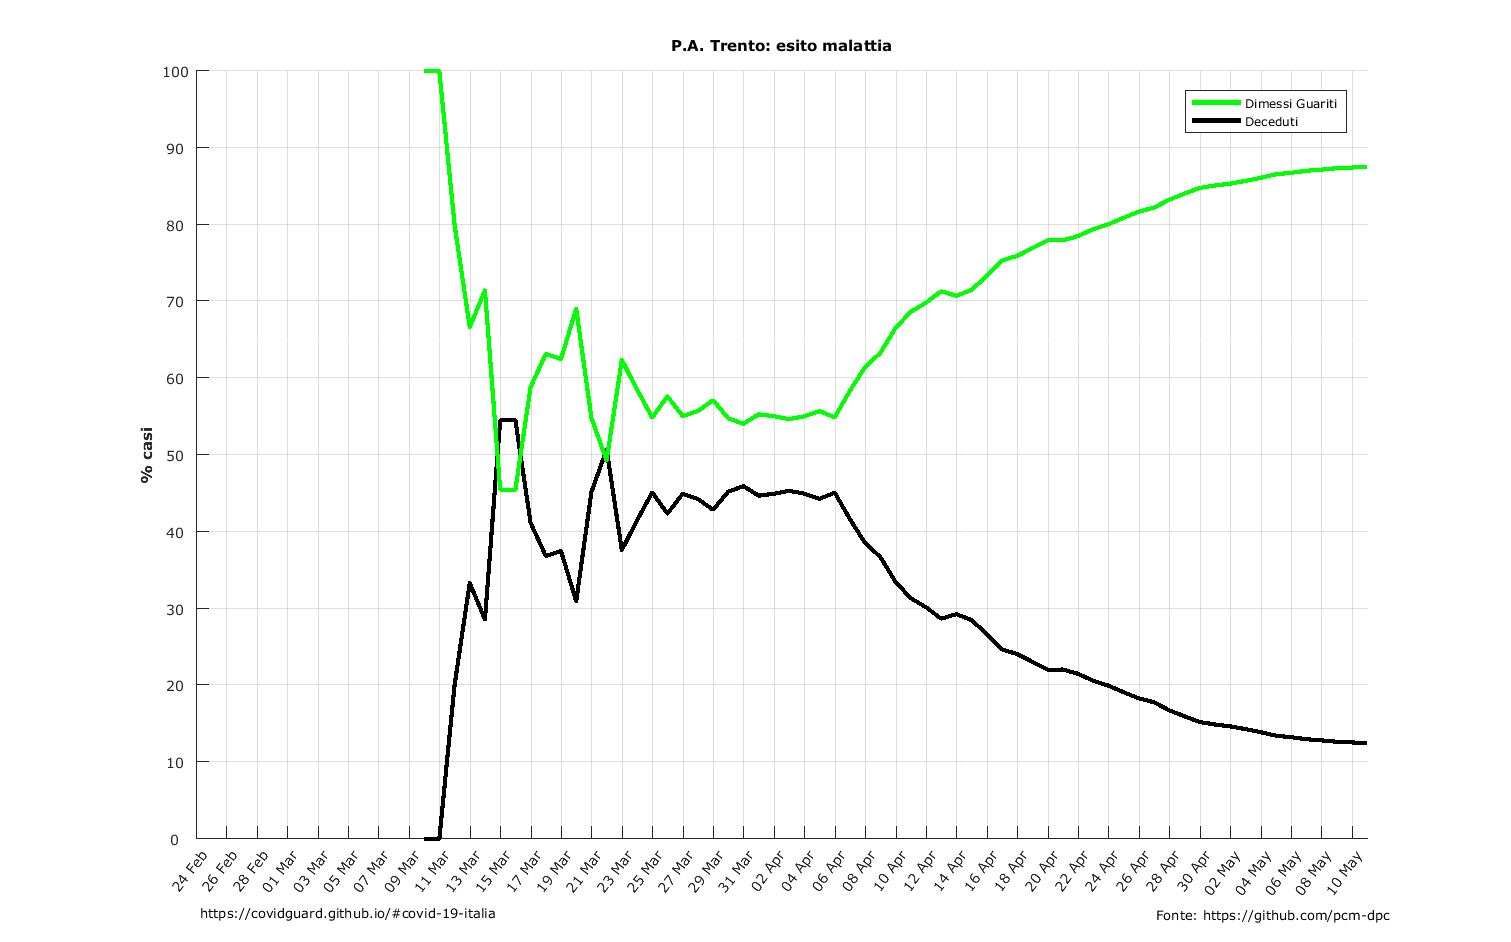 P.A. Trento: esito malattia
Dimessi Guariti
Deceduti
% casi
100
90
80
70
60
50
40
30
20
10
0
24 Feb
26 Feb
28 Feb
01 Mar
03 Mar
05 Mar
07 Mar
09 Mar
11 Mar
13 Mar
15 Mar
17 Mar
19 Mar
21 Mar
23 Mar
25 Mar
27 Mar
29 Mar
31 Mar
02 Apr
04 Apr
06 Apr
08 Apr
10 Apr
12 Apr
14 Apr
16 Apr
18 Apr
20 Apr
22 Apr
24 Apr
26 Apr
28 Apr
30 Apr
02 May
04 May
06 May
08 May
10 May
https://covidguard.github.io/#covid-19-italia
Fonte: https://github.com/pcm-dpc